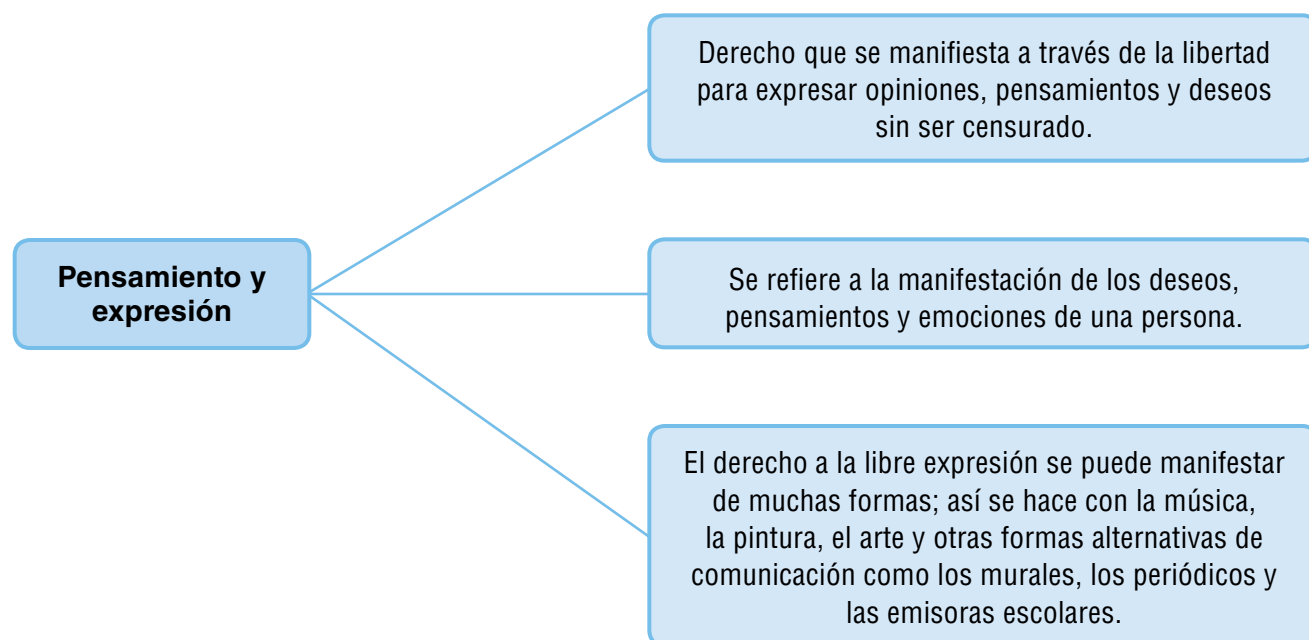 Derecho que se manifiesta a través de la libertad
para expresar opiniones, pensamientos y deseos
sin ser censurado.
Pensamiento y
expresión
Se refiere a la manifestación de los deseos,
pensamientos y emociones de una persona.
El derecho a la libre expresión se puede manifestar
de muchas formas; así se hace con la música,
la pintura, el arte y otras formas alternativas de
comunicación como los murales, los periódicos y
las emisoras escolares.